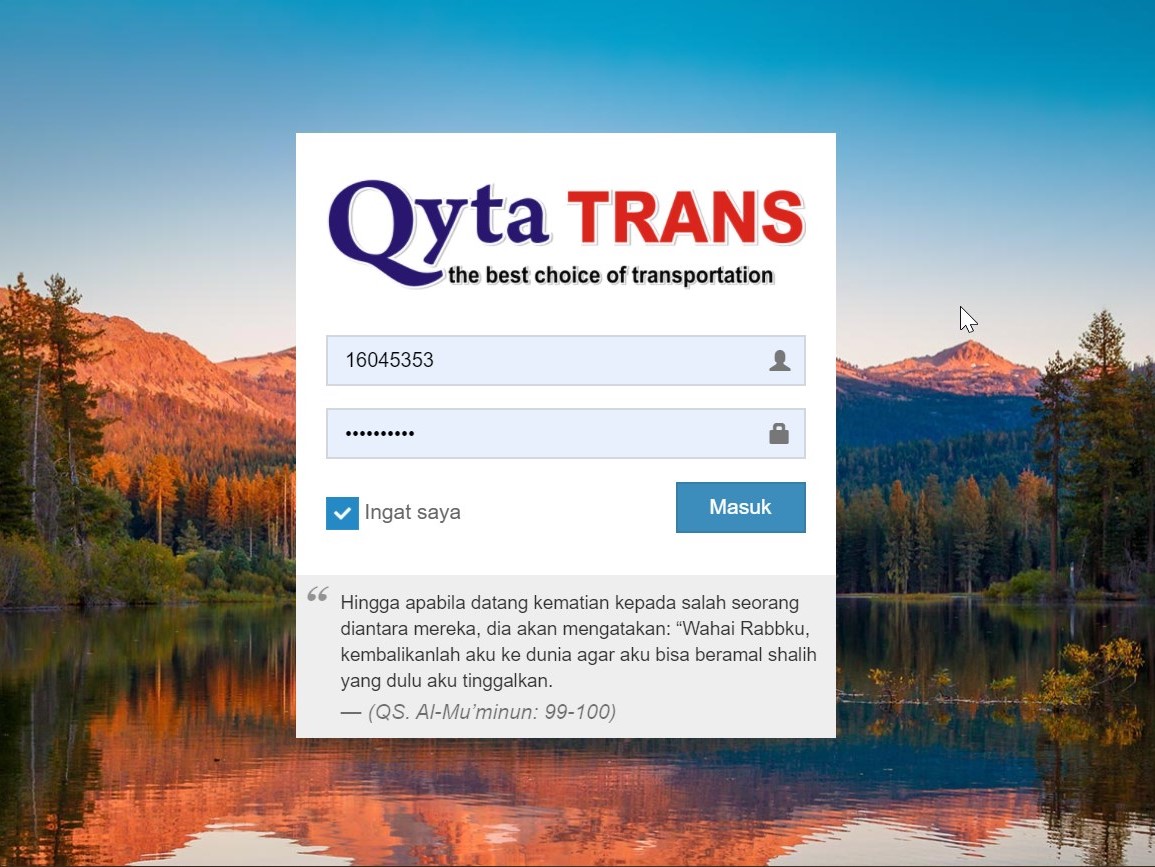 Qyta TRANS
the best choice of transportation
16045353
••••••••••
Ingat saya
Masuk
“ Hingga apabila datang kematian kepada salah seorang
diantara mereka, dia akan mengatakan: “Wahai Rabbku,
kembalikanlah aku ke dunia agar aku bisa beramal shalih
yang dulu aku tinggalkan.
— (QS. Al-Mu’minun: 99-100)